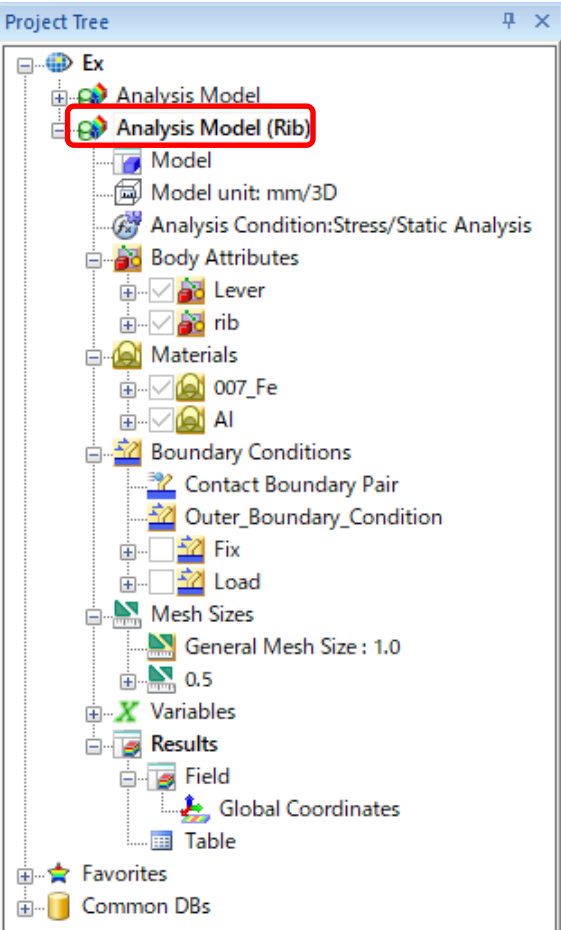 Project Tree
Ex
Analysis Model
Analysis Model (Rib)
Model
Model unit: mm/3D
Analysis Condition:Stress/Static Analysis
Body Attributes
Lever
rib
Materials
007_Fe
Al
Boundary Conditions
Contact Boundary Pair
Outer_Boundary_Condition
Fix
Load
Mesh Sizes
General Mesh Size : 1.0
0.5
Variables
Results
Field
Global Coordinates
Table
Favorites
Common DBs